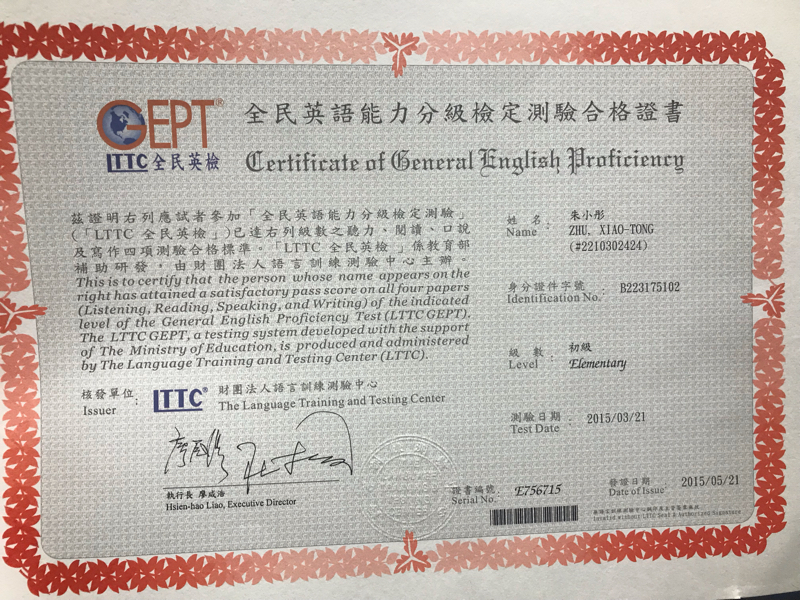 GEPT®
LTTC 全民英檢
全民英語能力分級檢定測驗合格證書
Certificate of General English Proficiency
茲證明右列應試者參加「全民英語能力分級檢定測驗」
(「LTTC 全民英檢」)已達右列級數之聽力、閱讀、口說
及寫作四項測驗合格標準。「LTTC 全民英檢」係教育部
補助研發,由財團法人語言訓練測驗中心主辦。
This is to certify that the person whose name appears on the
right has attained a satisfactory pass score on all four papers
(Listening, Reading, Speaking, and Writing) of the indicated
level of the General English Proficiency Test (LTTC GEPT).
The LTTC GEPT, a testing system developed with the support
of The Ministry of Education, is produced and administered
by The Language Training and Testing Center (LTTC).
核發單位:
Issuer
LTTC®
財團法人語言訓練測驗中心
The Language Training and Testing Center
執行長 廖咸浩
Hsien-hao Liao, Executive Director
姓名:
Name
朱小彤
ZHU, XIAO-TONG
(#2210302424)
身分證件字號:
Identification No.
B223175102
級數:
Level
初級
Elementary
測驗日期:
Test Date
2015/03/21
證書編號:
Serial No.
E756715
發證日期:
Date of Issue
2015/05/21
Invalid without LTTC Seal & Authorized Signature